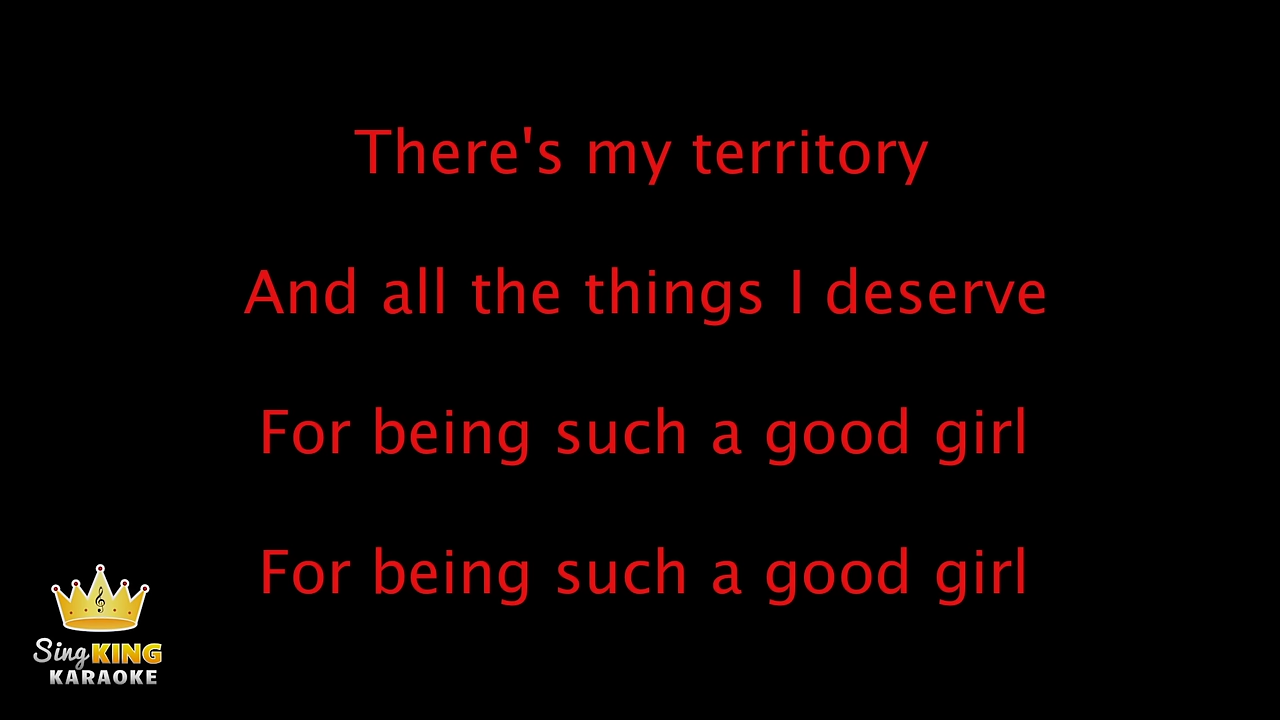 There's my territory
And all the things I deserve
For being such a good girl
For being such a good girl
Sing KING
KARAOKE